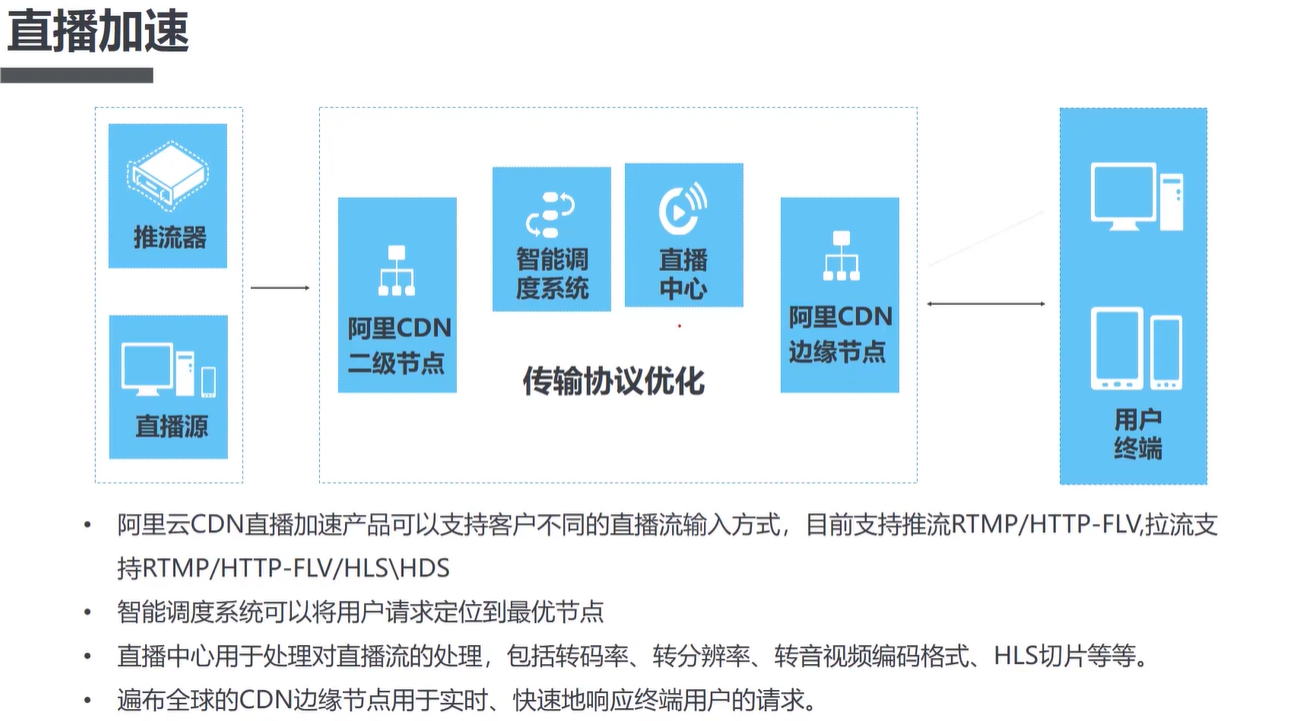 直播加速
推流器
直播源
阿里CDN
二级节点
智能调
度系统
直播
中心
传输协议优化
阿里CDN
边缘节点
用户
终端
• 阿里云CDN直播加速产品可以支持客户不同的直播流输入方式，目前支持推流RTMP/HTTP-FLV,拉流支
持RTMP/HTTP-FLV/HLS\HDS
• 智能调度系统可以将用户请求定位到最优节点
• 直播中心用于处理对直播流的处理，包括转码率、转分辨率、转音视频编码格式、HLS切片等等。
• 遍布全球的CDN边缘节点用于实时、快速地响应终端用户的请求。